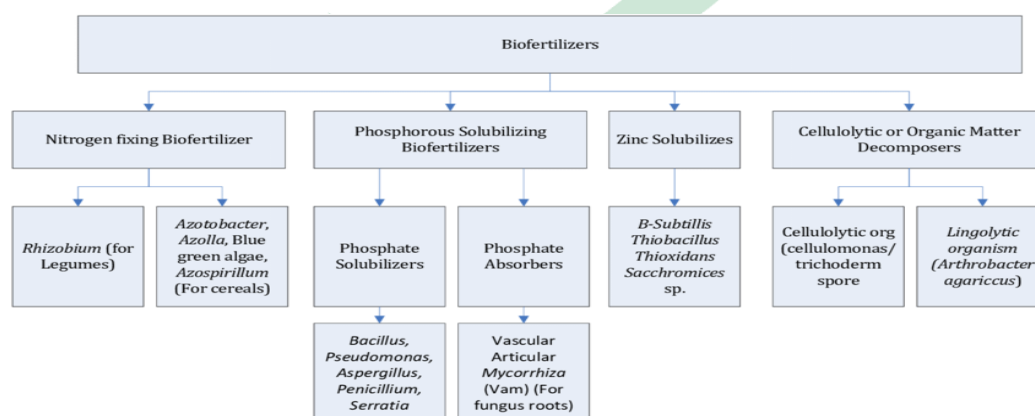 Biofertilizers
Nitrogen fixing Biofertilizer
Phosphorous Solubilizing
Biofertilizers
Zinc Solubilizes
Cellulolytic or Organic Matter
Decomposers
Rhizobium (for
Legumes)
Azotobacter,
Azolla, Blue
green algae,
Azospirillum
(For cereals)
Phosphate
Solubilizers
Phosphate
Absorbers
B-Subtillis
Thiobacillus
Thioxidans
Sacchromices
sp.
Cellulolytic org
(cellulomonas/
trichoderm
spore
Lingolytic
organism
(Arthrobacter,
agariccus)
Bacillus,
Pseudomonas,
Aspergillus,
Penicillium,
Serratia
Vascular
Articular
Mycorrhiza
(Vam) (For
fungus roots)